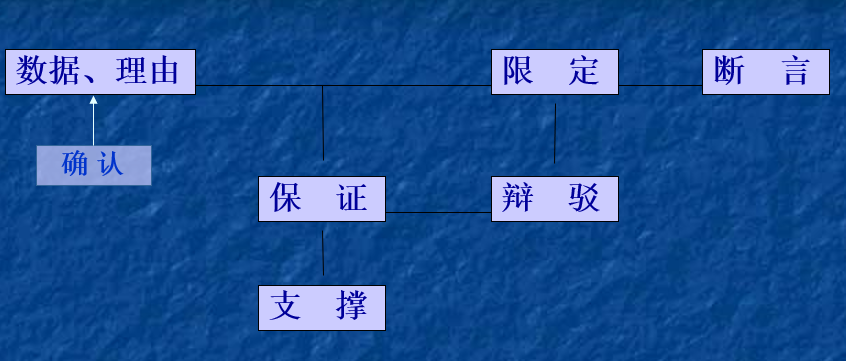 数据、理由
限 定
断 言
确 认
保 证
辩 驳
支 撑